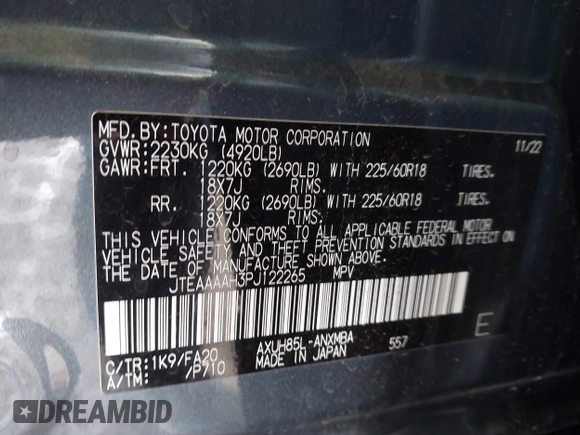 MFD. BY: TOYOTA MOTOR CORPORATION 11/22
GVWR: 2230KG (4920LB)
GAWR: FRT. 1220KG (2690LB) WITH 225/60R18 TIRES.
18X7J RIMS.
RR. 1220KG (2690LB) WITH 225/60R18 TIRES.
18X7J RIMS.
THIS VEHICLE CONFORMS TO ALL APPLICABLE FEDERAL MOTOR
VEHICLE SAFETY AND THEFT PREVENTION STANDARDS IN EFFECT ON
THE DATE OF MANUFACTURE SHOWN ABOVE.
JTEAAAAH3PJ122265 MPV
C/TR: 1K9/FA20 AXUH85L-ANXMBA 557 E
A/TM: /P710 MADE IN JAPAN
DREAMBID